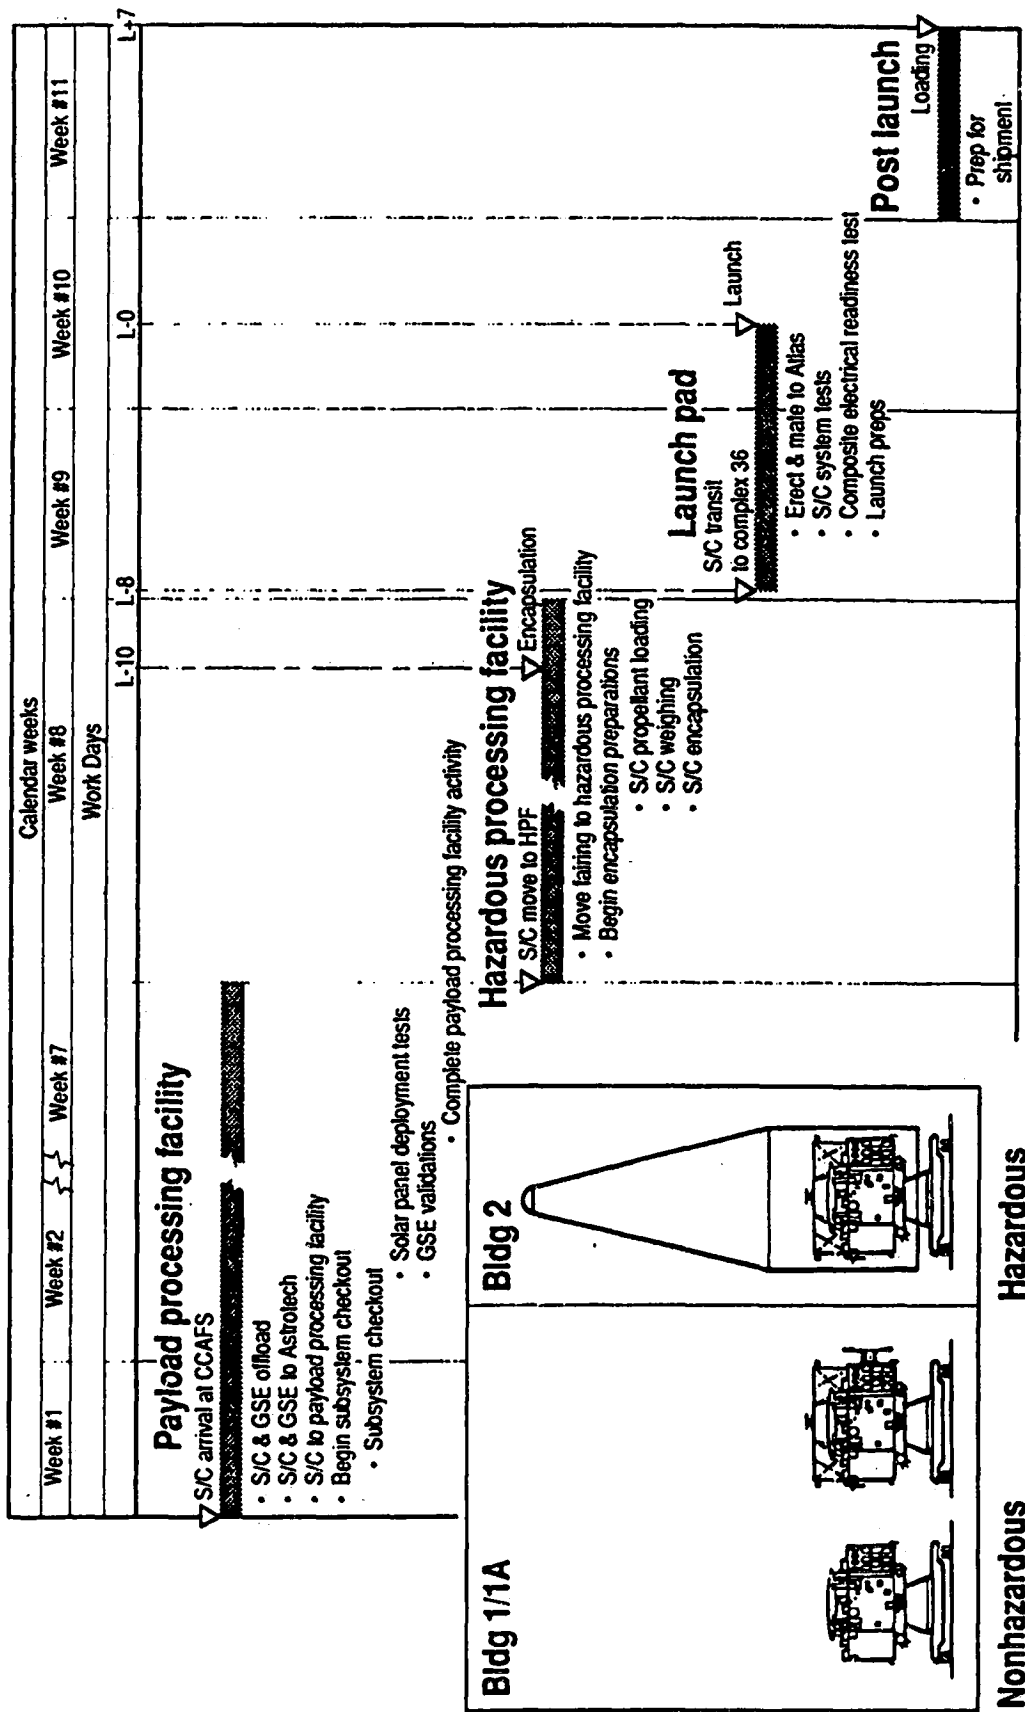 Calendar weeks
Week #1
Week #2
Week #7
Week #8
Week #9
Week #10
Week #11
Work Days
L-10
L-8
L-0
L+7
Payload processing facility
S/C arrival at CCAFS
• S/C & GSE offload
• S/C & GSE to Astrotech
• S/C to payload processing facility
• Begin subsystem checkout
• Subsystem checkout
• Solar panel deployment tests
• GSE validations
• Complete payload processing facility activity
Hazardous processing facility
S/C move to HPF
Encapsulation
• Move fairing to hazardous processing facility
• Begin encapsulation preparations
• S/C propellant loading
• S/C weighing
• S/C encapsulation
Launch pad
S/C transit
to complex 36
Launch
• Erect & mate to Atlas
• S/C system tests
• Composite electrical readiness test
• Launch preps
Post launch
Loading
• Prep for
shipment
Bldg 1/1A
Bldg 2
Nonhazardous
Hazardous